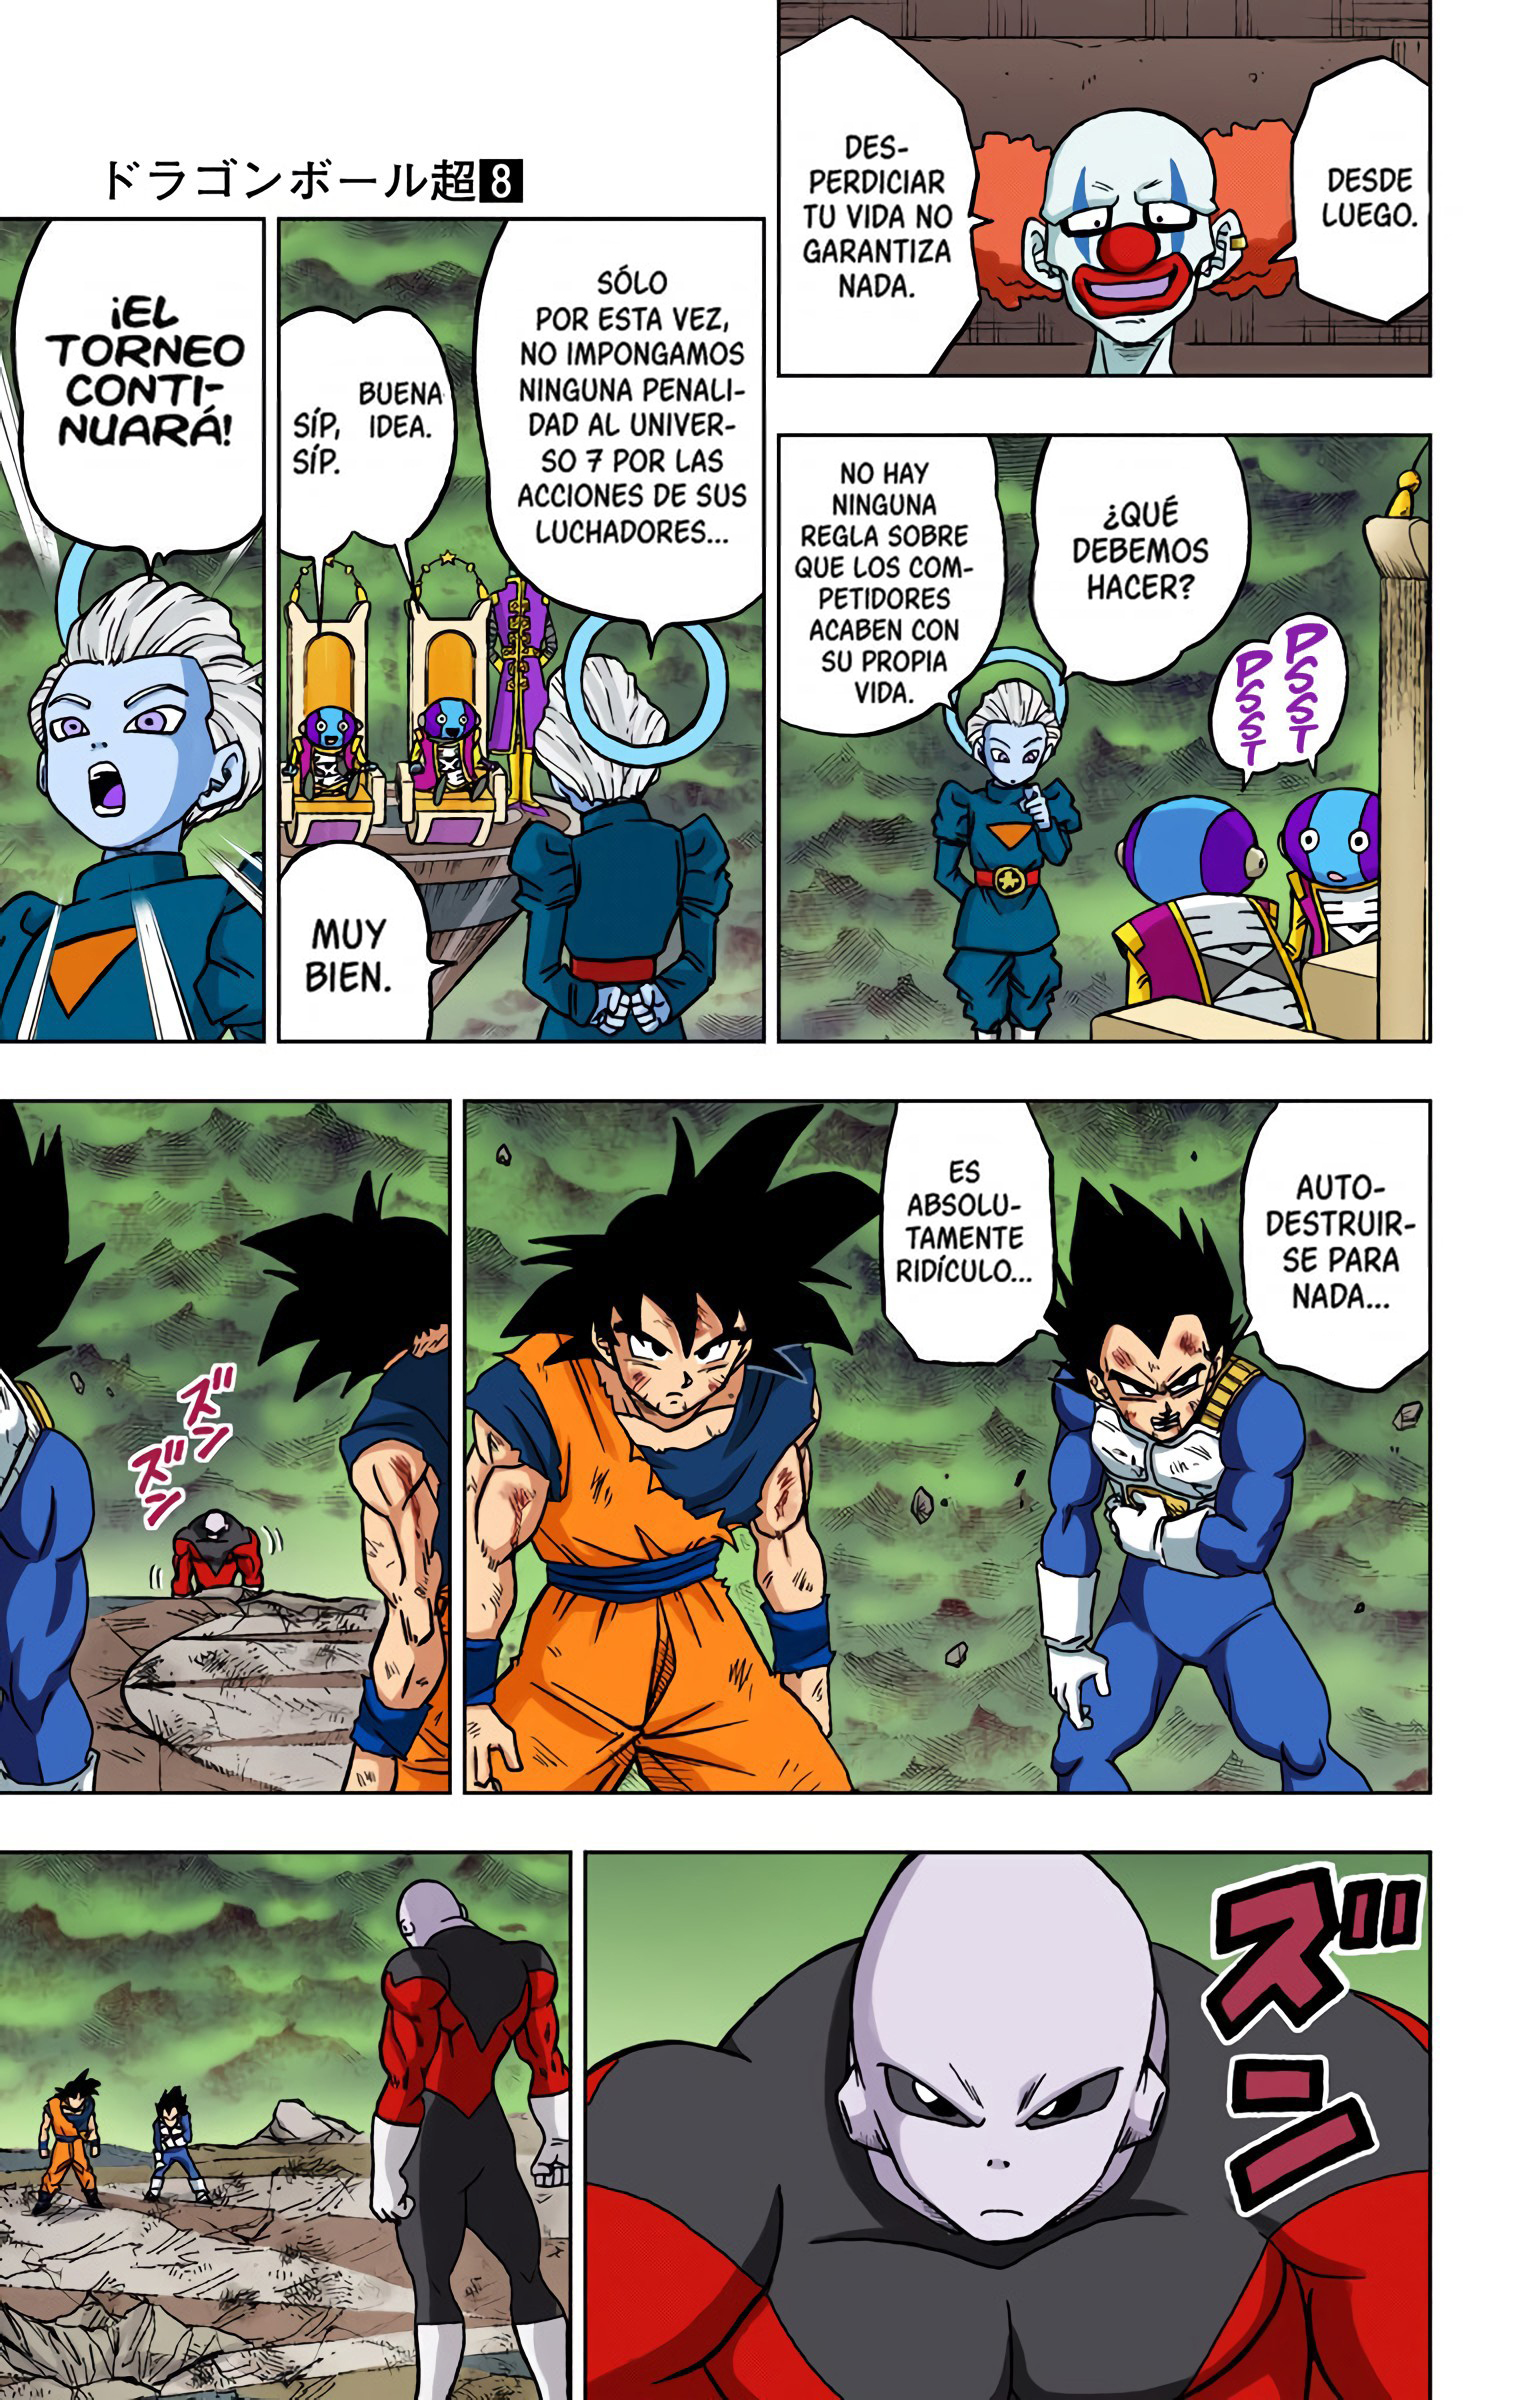 ドラゴンボール超8
DESDE
LUEGO.
DES-
PERDICIAR
TU VIDA NO
GARANTIZA
NADA.
¿QUÉ
DEBEMOS
HACER?
PSST
PSST
NO HAY
NINGUNA
REGLA SOBRE
QUE LOS COM-
PETIDORES
ACABEN CON
SU PROPIA
VIDA.
SÓLO
POR ESTA VEZ,
NO IMPONGAMOS
NINGUNA PENALI-
DAD AL UNIVER-
SO 7 POR LAS
ACCIONES DE SUS
LUCHADORES...
BUENA
IDEA.
SÍP,
SÍP.
MUY
BIEN.
¡EL
TORNEO
CONTI-
NUARÁ!
AUTO-
DESTRUIR-
SE PARA
NADA...
ES
ABSOLU-
TAMENTE
RIDÍCULO...
ズン
ズン
ズン